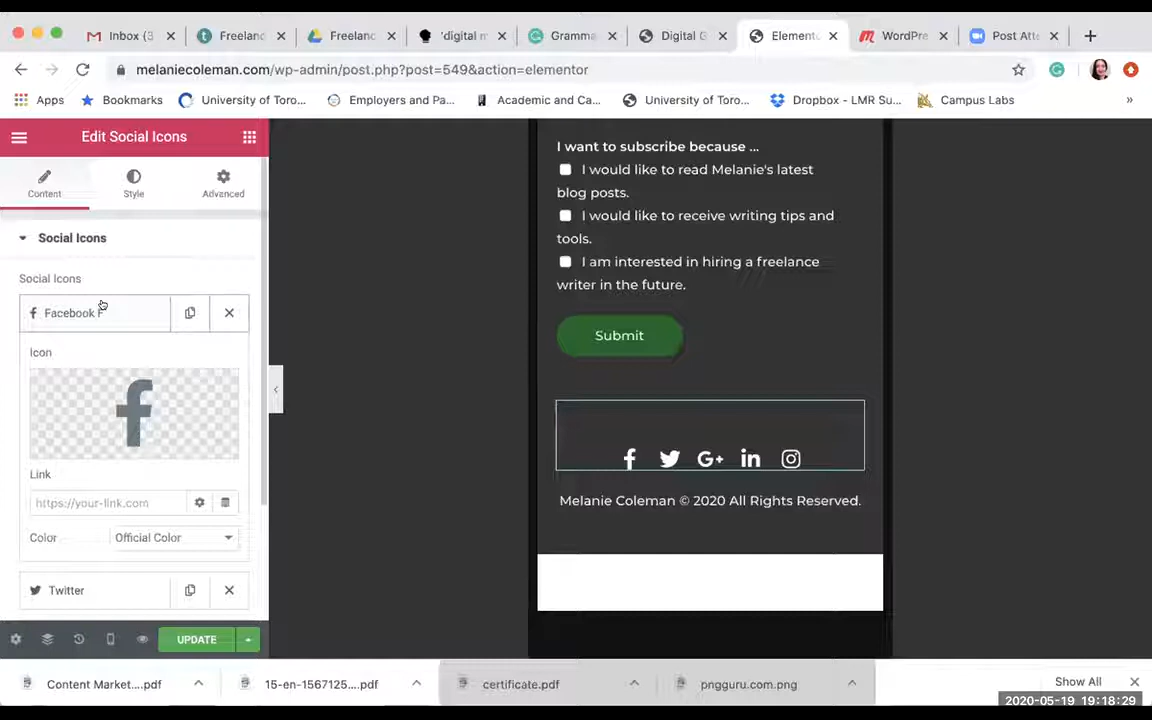 Inbox (3
Freelanc
Freelanc
'digital m
Gramma
Digital G
Elemento
WordPre
Post Atte
melaniecoleman.com/wp-admin/post.php?post=549&action=elementor
Apps
Bookmarks
University of Toro...
Employers and Pa...
Academic and Ca...
University of Toro...
Dropbox - LMR Su...
Campus Labs
»
Edit Social Icons
Content
Style
Advanced
Social Icons
Social Icons
Facebook F
Icon
Link
https://your-link.com
Color
Official Color
Twitter
UPDATE
I want to subscribe because ...
I would like to read Melanie's latest
blog posts.
I would like to receive writing tips and
tools.
I am interested in hiring a freelance
writer in the future.
Submit
Melanie Coleman © 2020 All Rights Reserved.
Content Market....pdf
15-en-1567125....pdf
certificate.pdf
pngguru.com.png
Show All
2020-05-19 19:18:29